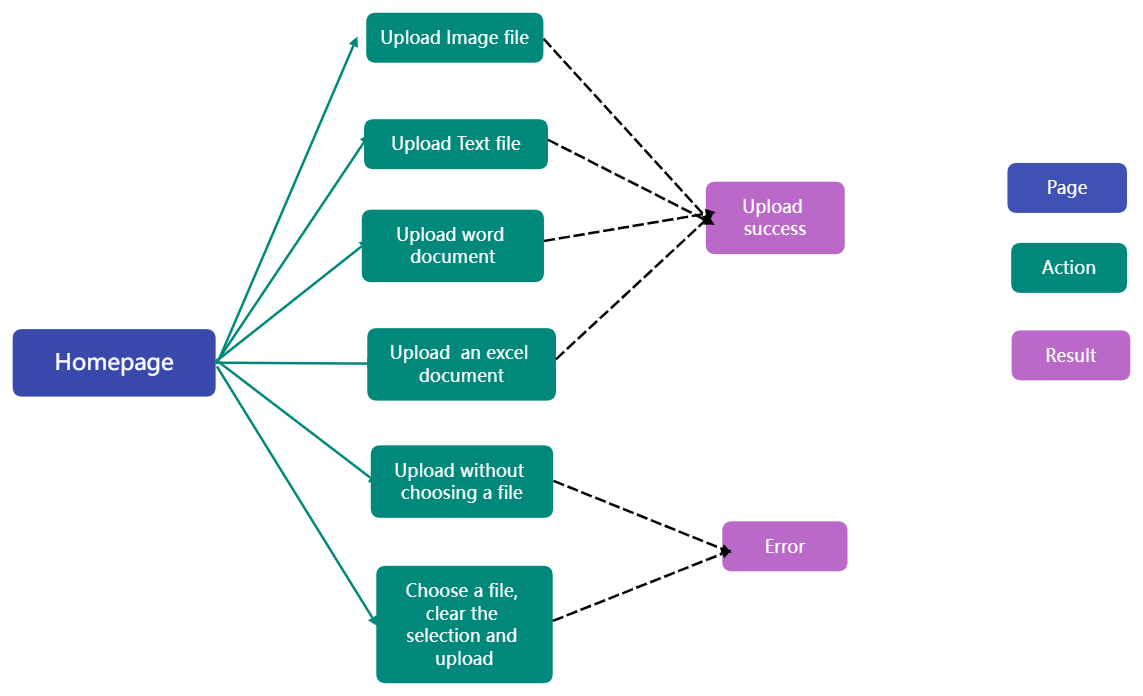 Upload Image file
Upload Text file
Upload word
document
Upload  an excel
document
Upload without
choosing a file
Choose a file,
clear the
selection and
upload
Homepage
Upload
success
Error
Page
Action
Result